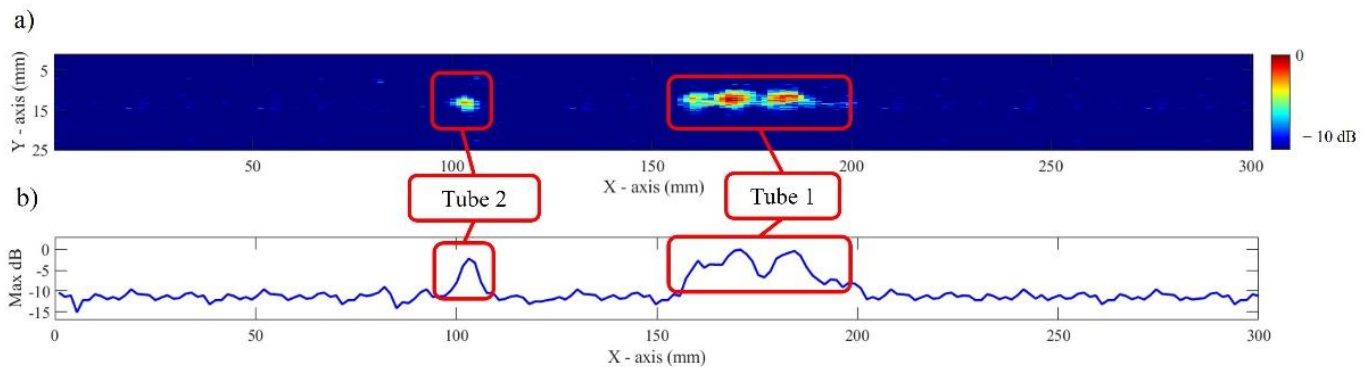 a)
Y - axis (mm)
5
15
25
50 100 150 200 250 300
X - axis (mm)
0
− 10 dB
Tube 2
Tube 1
b)
Max dB
0
-5
-10
-15
0 50 100 150 200 250 300
X - axis (mm)